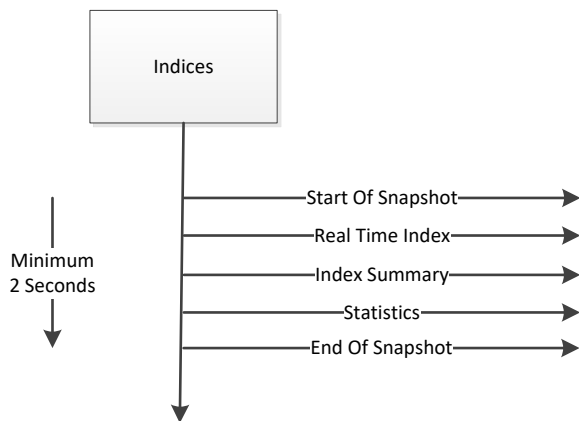 Indices
Start Of Snapshot
Real Time Index
Minimum
2 Seconds
Index Summary
Statistics
End Of Snapshot